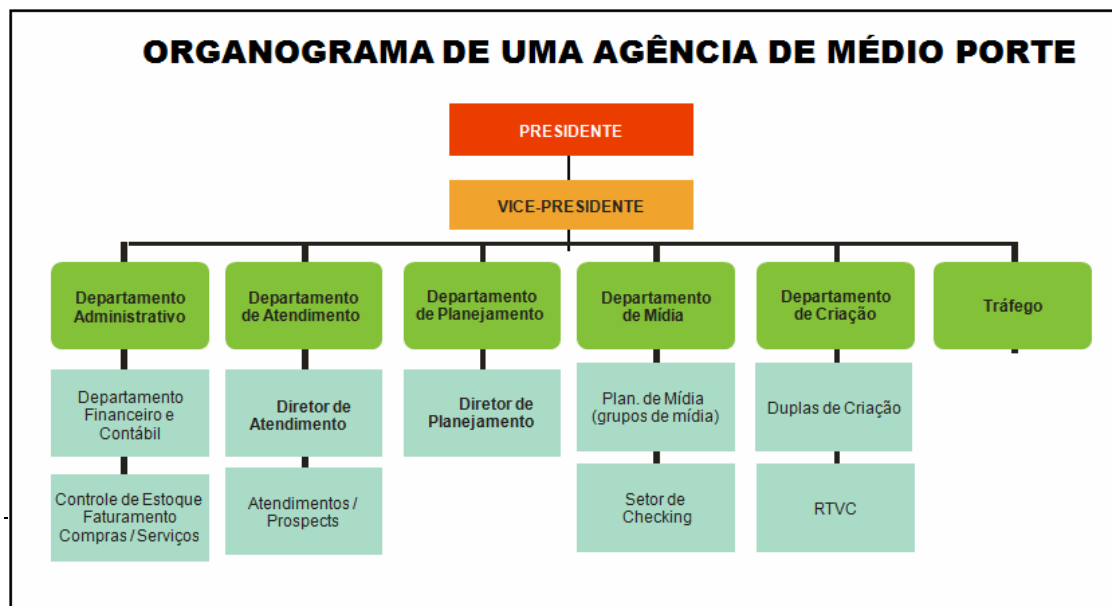 ORGANOGRAMA DE UMA AGÊNCIA DE MÉDIO PORTE
PRESIDENTE
VICE-PRESIDENTE
Departamento
Administrativo
Departamento
de Atendimento
Departamento
de Planejamento
Departamento
de Mídia
Departamento
de Criação
Tráfego
Departamento
Financeiro e
Contábil
Diretor de
Atendimento
Diretor de
Planejamento
Plan. de Mídia
(grupos de mídia)
Duplas de Criação
Controle de Estoque
Faturamento
Compras / Serviços
Atendimentos /
Prospects
Setor de
Checking
RTVC